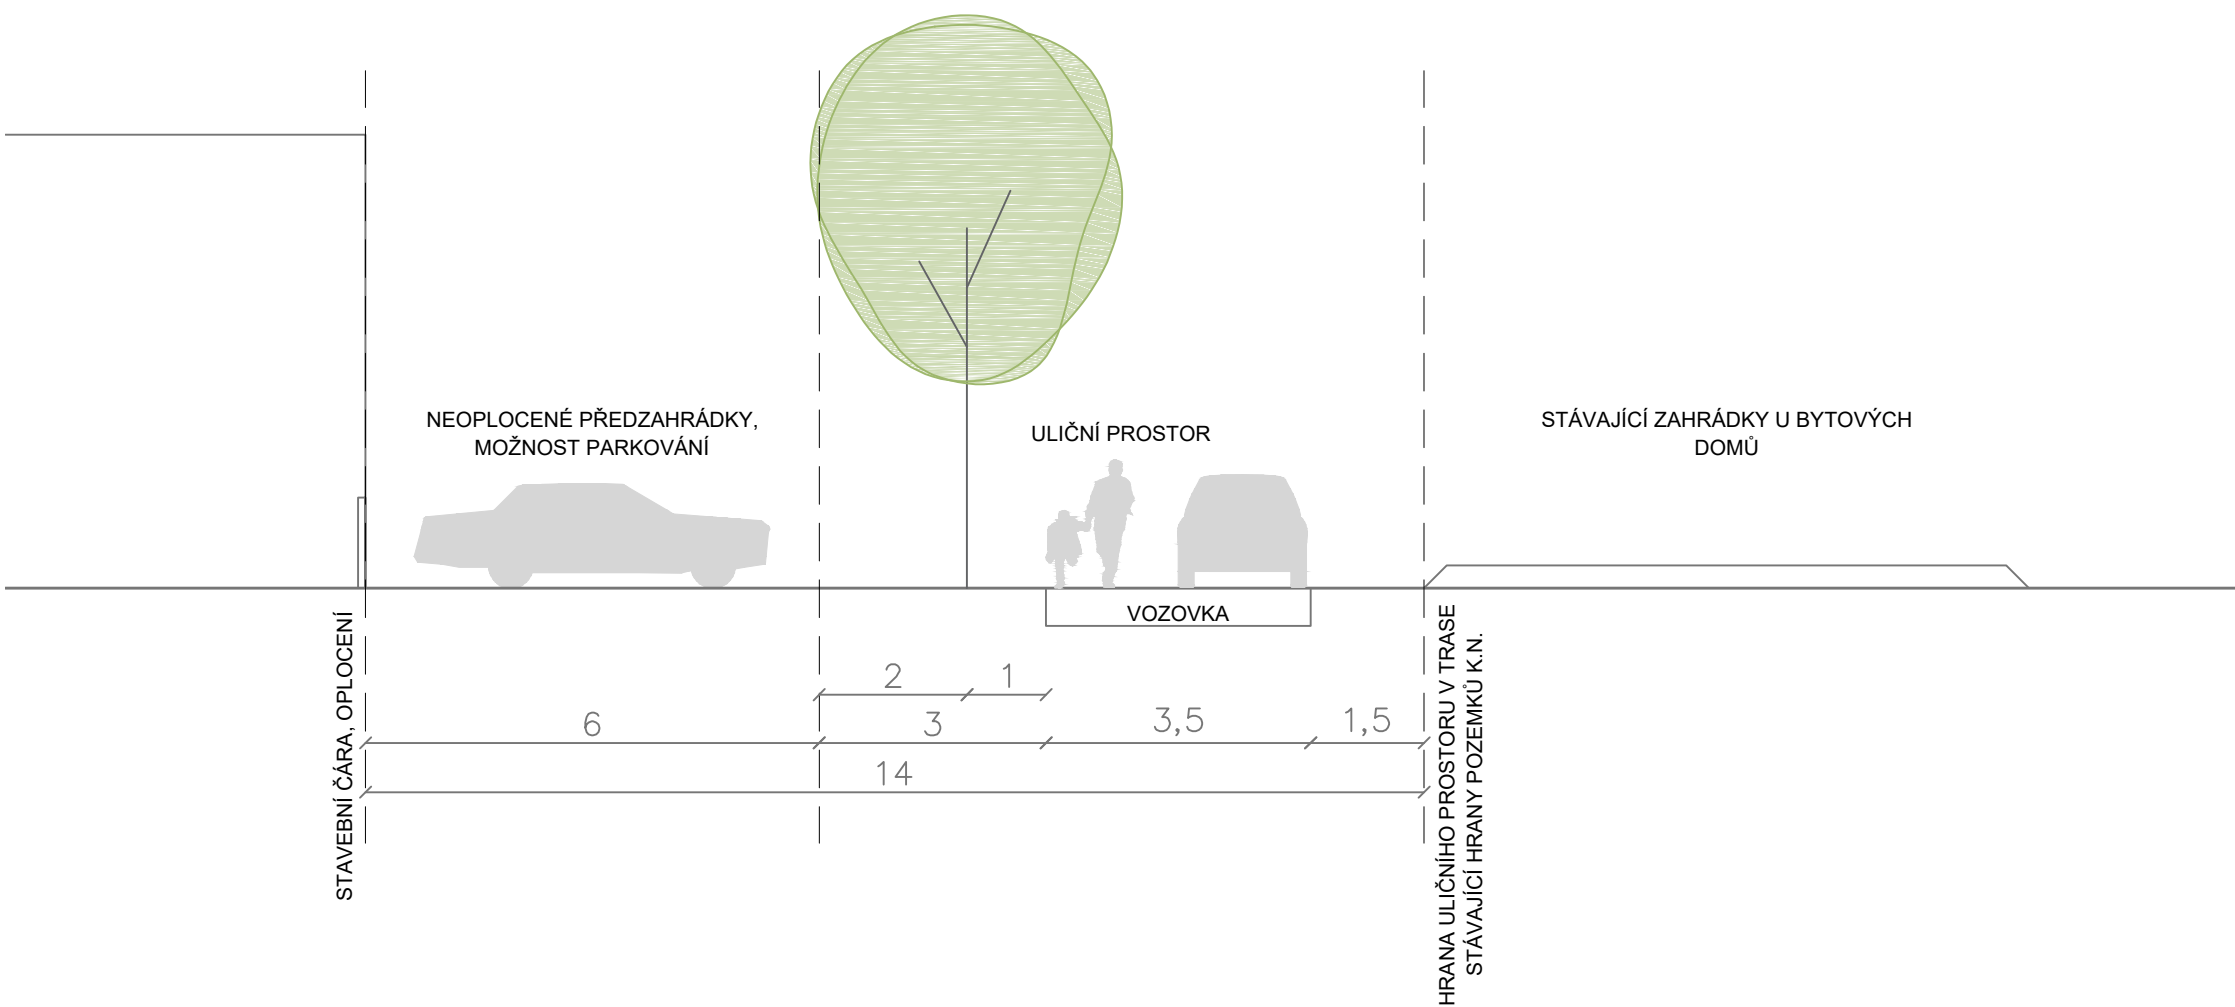 NEOPLOCENÉ PŘEDZAHRÁDKY,
MOŽNOST PARKOVÁNÍ
ULIČNÍ PROSTOR
STÁVAJÍCÍ ZAHRÁDKY U BYTOVÝCH
DOMŮ
VOZOVKA
STAVEBNÍ ČÁRA, OPLOCENÍ
2
1
6
3
3,5
1,5
14
HRANA ULIČNÍHO PROSTORU V TRASE
STÁVAJÍCÍ HRANY POZEMKŮ K.N.